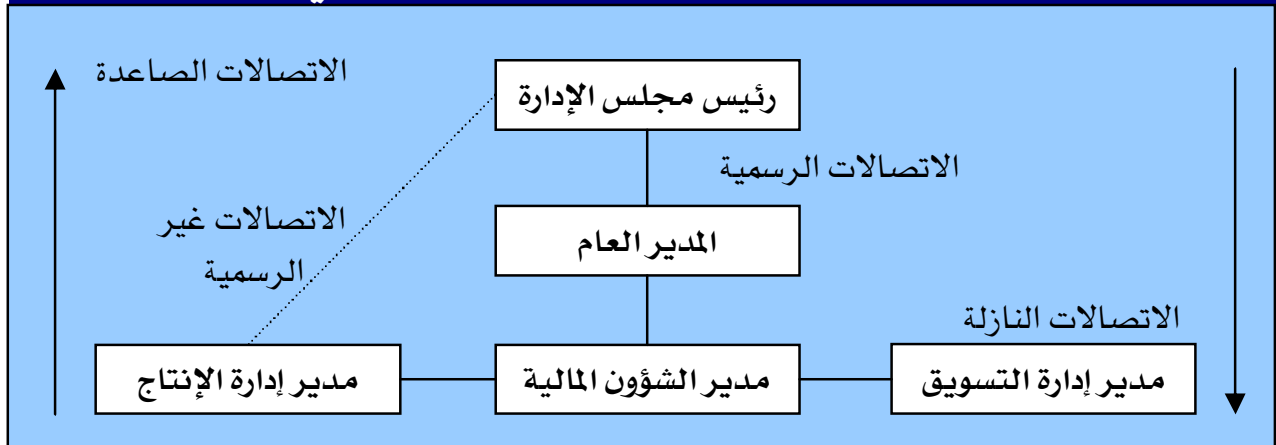 الاتصالات الصاعدة
رئيس مجلس الإدارة
الاتصالات الرسمية
الاتصالات غير
الرسمية
المدير العام
الاتصالات النازلة
مدير إدارة التسويق
مدير الشؤون المالية
مدير إدارة الإنتاج